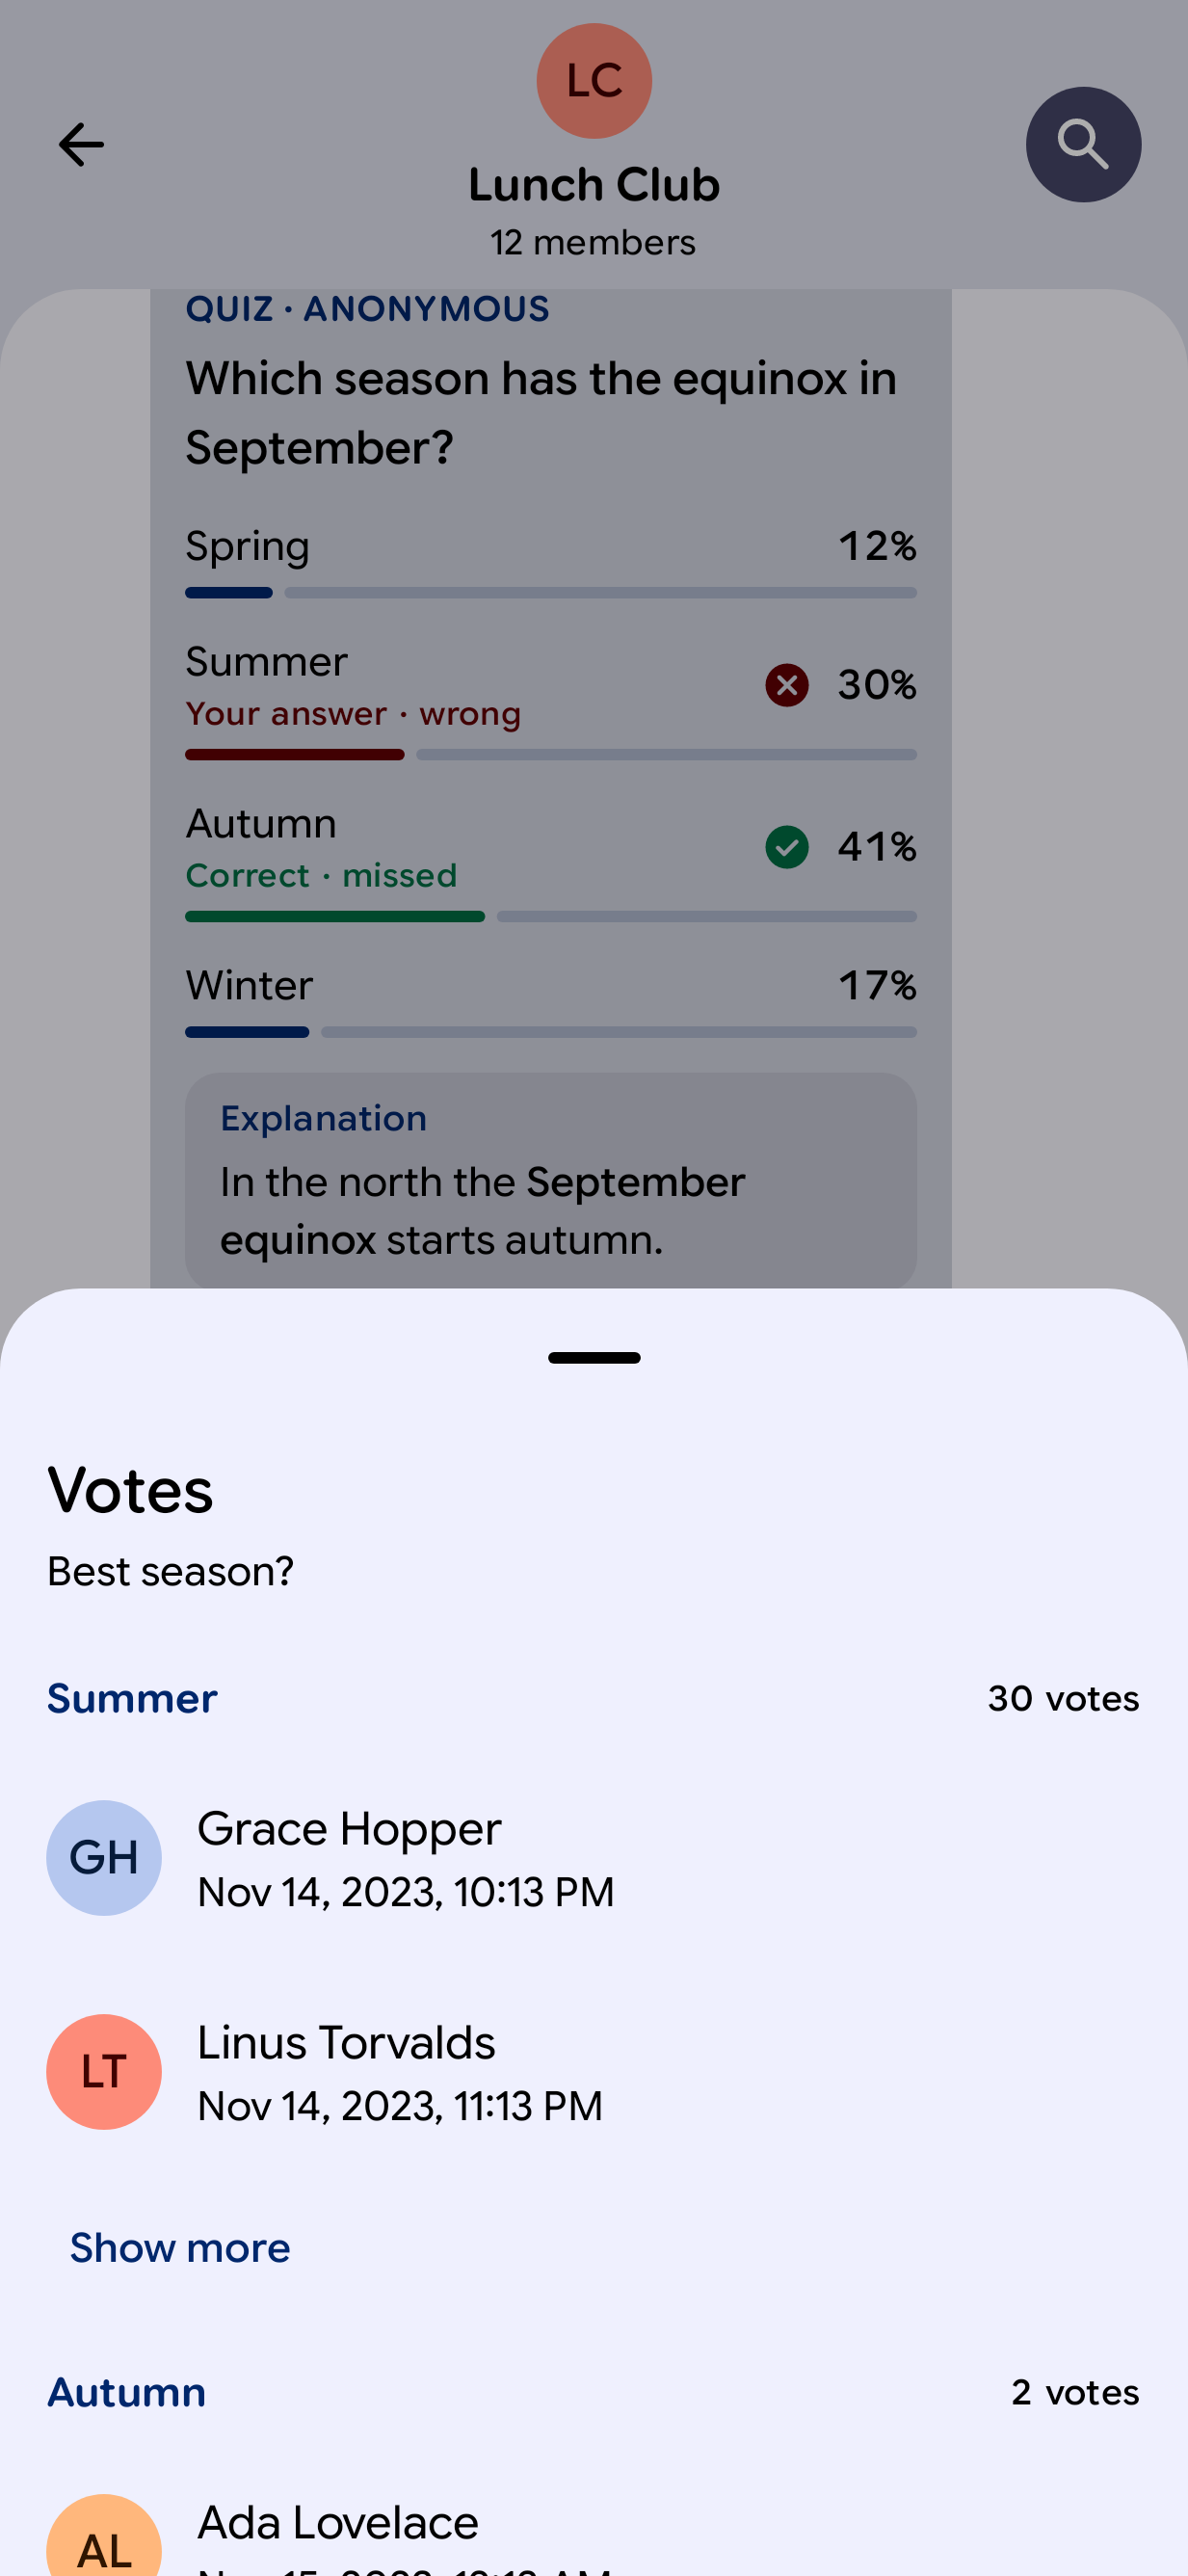 LC
Lunch Club
12 members
QUIZ · ANONYMOUS
Which season has the equinox in
September?
Spring 12%
Summer 30%
Your answer · wrong
Autumn 41%
Correct · missed
Winter 17%
Explanation
In the north the September
equinox starts autumn.
Votes
Best season?
Summer 30 votes
GH Grace Hopper
Nov 14, 2023, 10:13 PM
LT Linus Torvalds
Nov 14, 2023, 11:13 PM
Show more
Autumn 2 votes
AL Ada Lovelace